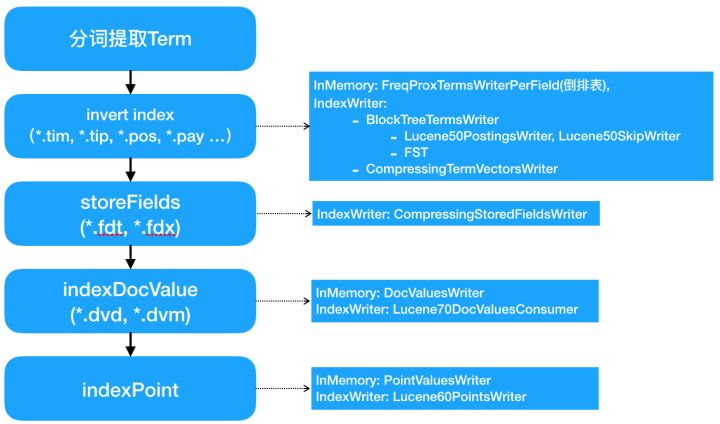 分词提取Term
invert index
(*.tim, *.tip, *.pos, *.pay ...)
InMemory: FreqProxTermsWriterPerField(倒排表),
IndexWriter:
- BlockTreeTermsWriter
- Lucene50PostingsWriter, Lucene50SkipWriter
- FST
- CompressingTermVectorsWriter
storeFields
(*.fdt, *.fdx)
IndexWriter: CompressingStoredFieldsWriter
indexDocValue
(*.dvd, *.dvm)
InMemory: DocValuesWriter
IndexWriter: Lucene70DocValuesConsumer
indexPoint
InMemory: PointValuesWriter
IndexWriter: Lucene60PointsWriter